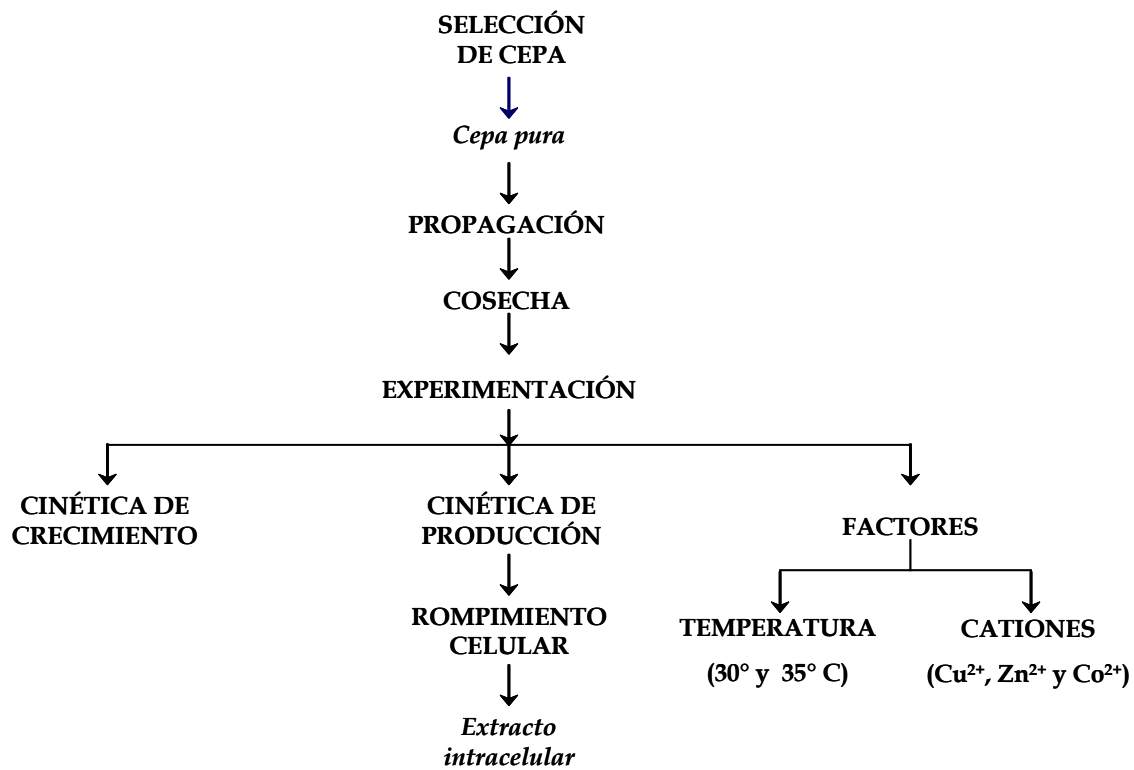 SELECCIÓN
DE CEPA
Cepa pura
PROPAGACIÓN
COSECHA
EXPERIMENTACIÓN
CINÉTICA DE
CRECIMIENTO
CINÉTICA DE
PRODUCCIÓN
ROMPIMIENTO
CELULAR
Extracto
intracelular
FACTORES
TEMPERATURA
(30° y 35° C)
CATIONES
(Cu²⁺, Zn²⁺ y Co²⁺)